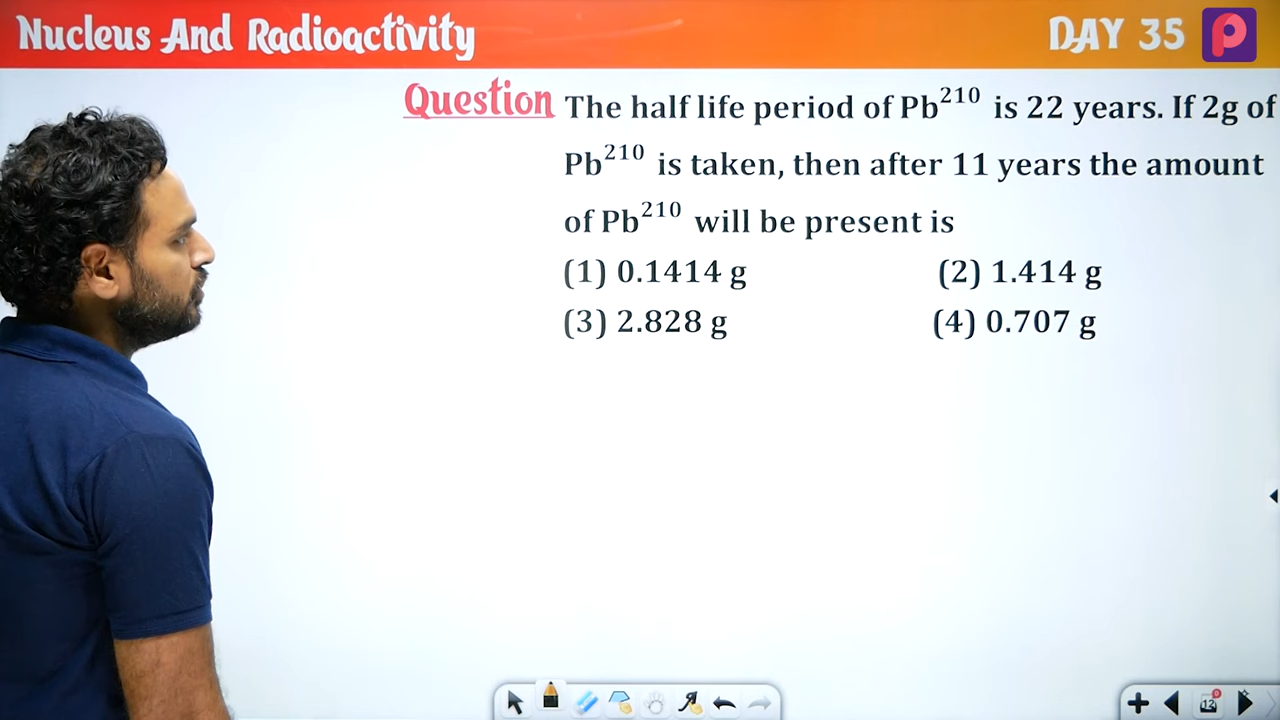 Nucleus And Radioactivity
DAY 35
Question The half life period of Pb²¹⁰ is 22 years. If 2g of
Pb²¹⁰ is taken, then after 11 years the amount
of Pb²¹⁰ will be present is
(1) 0.1414 g (2) 1.414 g
(3) 2.828 g (4) 0.707 g
12